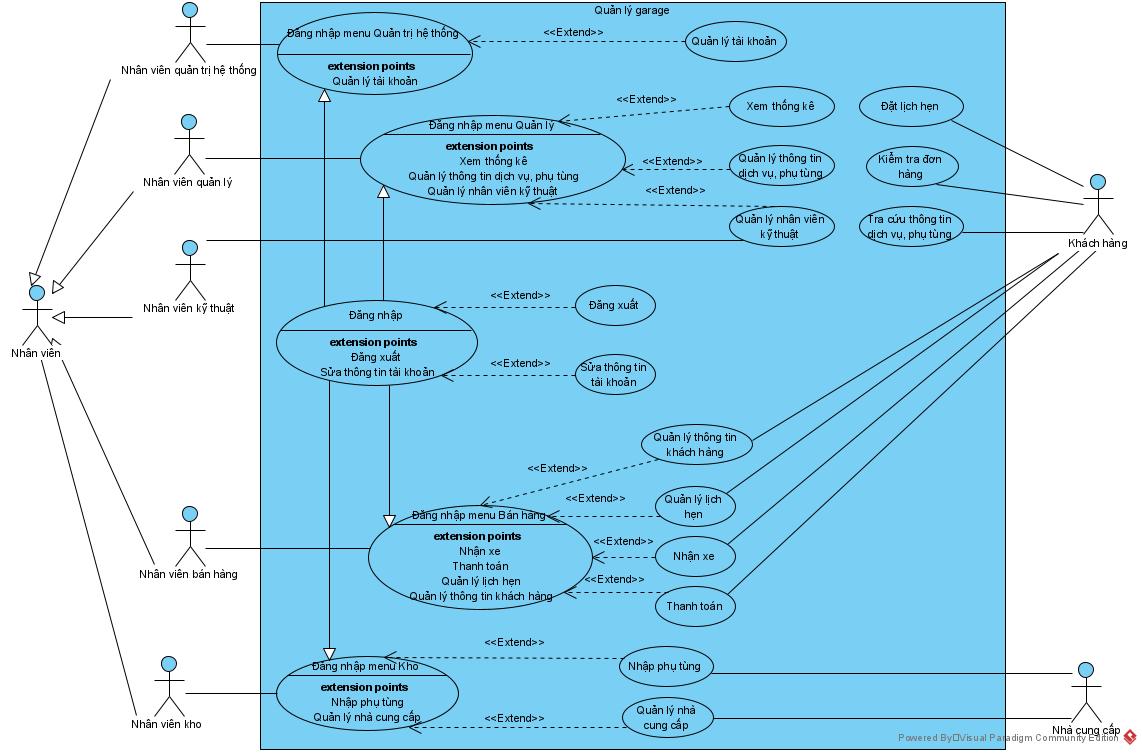 Quản lý garage
Đăng nhập menu Quản trị hệ thống
extension points
Quản lý tài khoản
<<Extend>>
Quản lý tài khoản
Nhân viên quản trị hệ thống
Đăng nhập menu Quản lý
extension points
Xem thống kê
Quản lý thông tin dịch vụ, phụ tùng
Quản lý nhân viên kỹ thuật
<<Extend>>
Xem thống kê
<<Extend>>
Quản lý thông tin
dịch vụ, phụ tùng
<<Extend>>
Quản lý nhân viên
kỹ thuật
Đặt lịch hẹn
Kiểm tra đơn
hàng
Tra cứu thông tin
dịch vụ, phụ tùng
Khách hàng
Nhân viên quản lý
Nhân viên kỹ thuật
Nhân viên
Đăng nhập
extension points
Đăng xuất
Sửa thông tin tài khoản
<<Extend>>
Đăng xuất
<<Extend>>
Sửa thông tin
tài khoản
Quản lý thông tin
khách hàng
<<Extend>>
<<Extend>>
Quản lý lịch
hẹn
Đăng nhập menu Bán hàng
extension points
Nhận xe
Thanh toán
Quản lý lịch hẹn
Quản lý thông tin khách hàng
<<Extend>>
Nhận xe
<<Extend>>
Thanh toán
Nhân viên bán hàng
<<Extend>>
Nhập phụ tùng
Đăng nhập menu Kho
extension points
Nhập phụ tùng
Quản lý nhà cung cấp
<<Extend>>
Quản lý nhà
cung cấp
Nhân viên kho
Nhà cung cấp
Powered By Visual Paradigm Community Edition